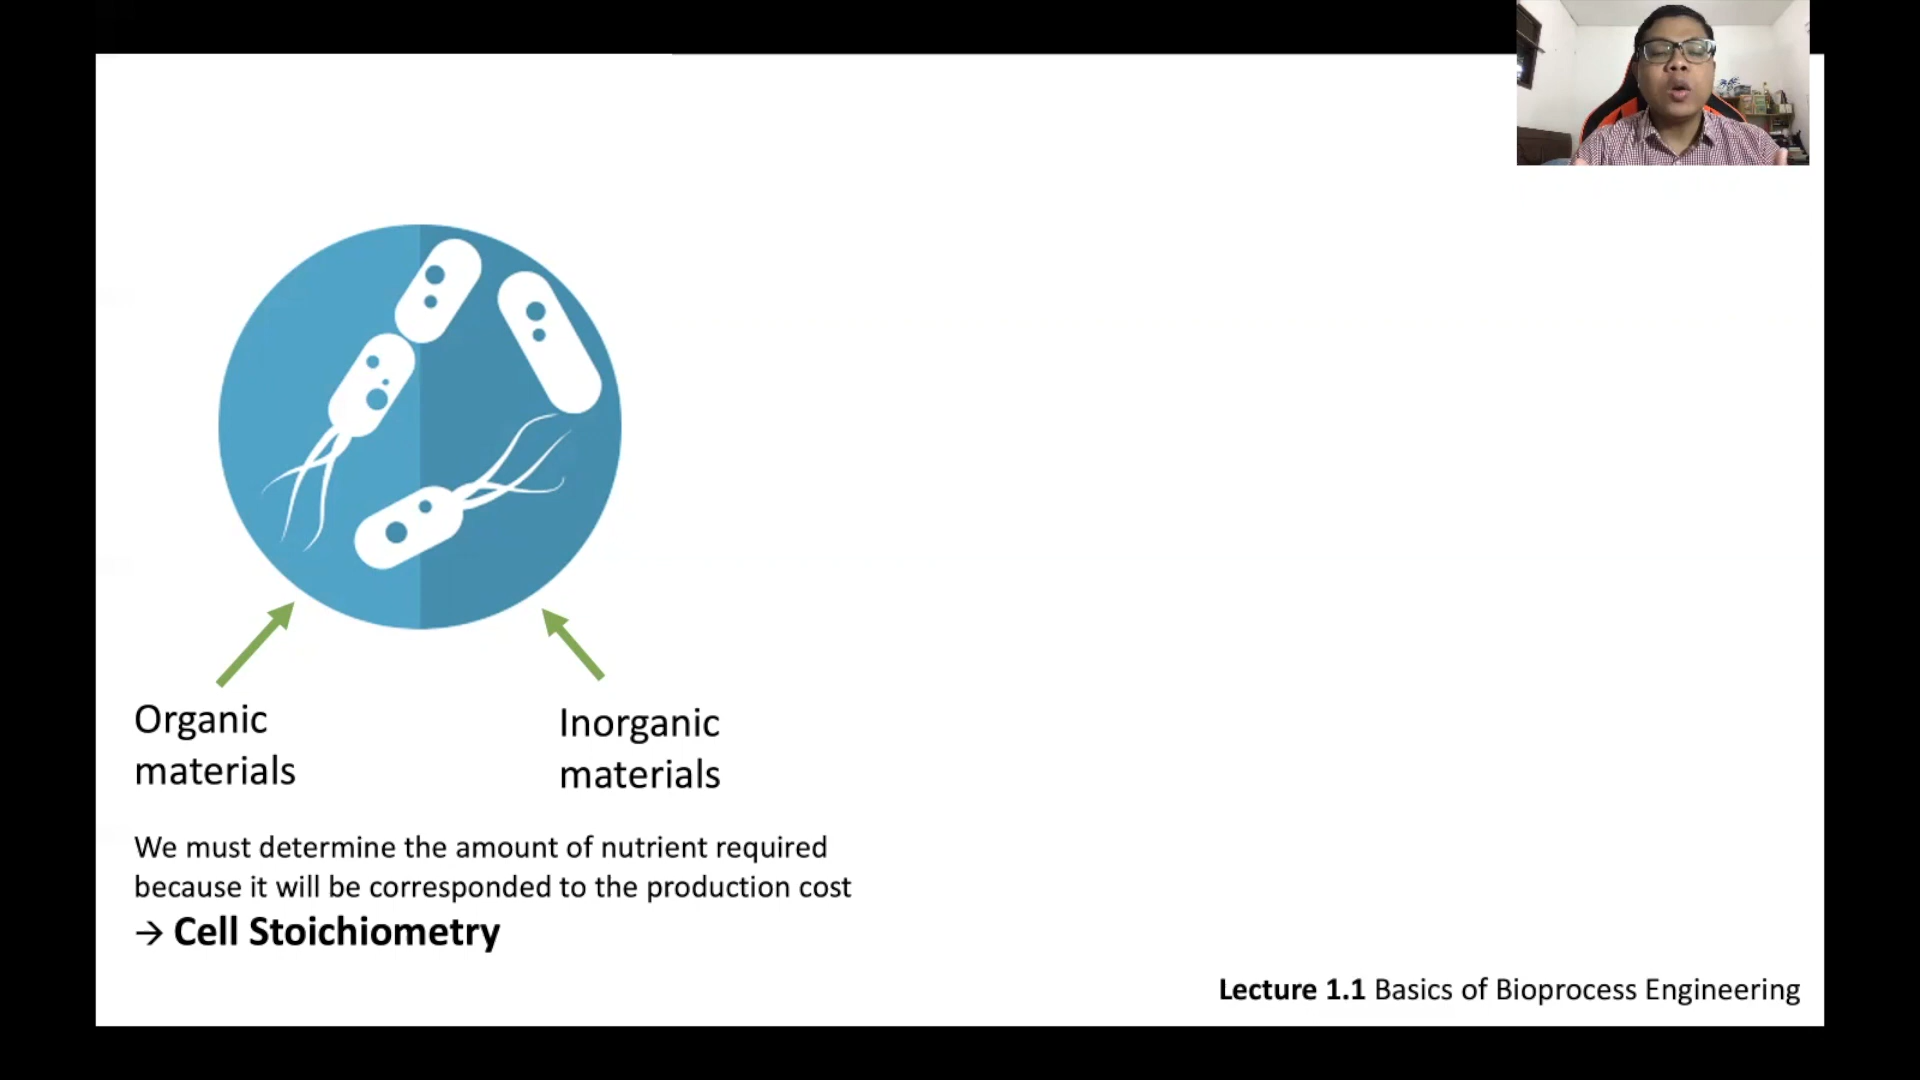 Organic
materials
Inorganic
materials
We must determine the amount of nutrient required
because it will be corresponded to the production cost
→ Cell Stoichiometry
Lecture 1.1 Basics of Bioprocess Engineering